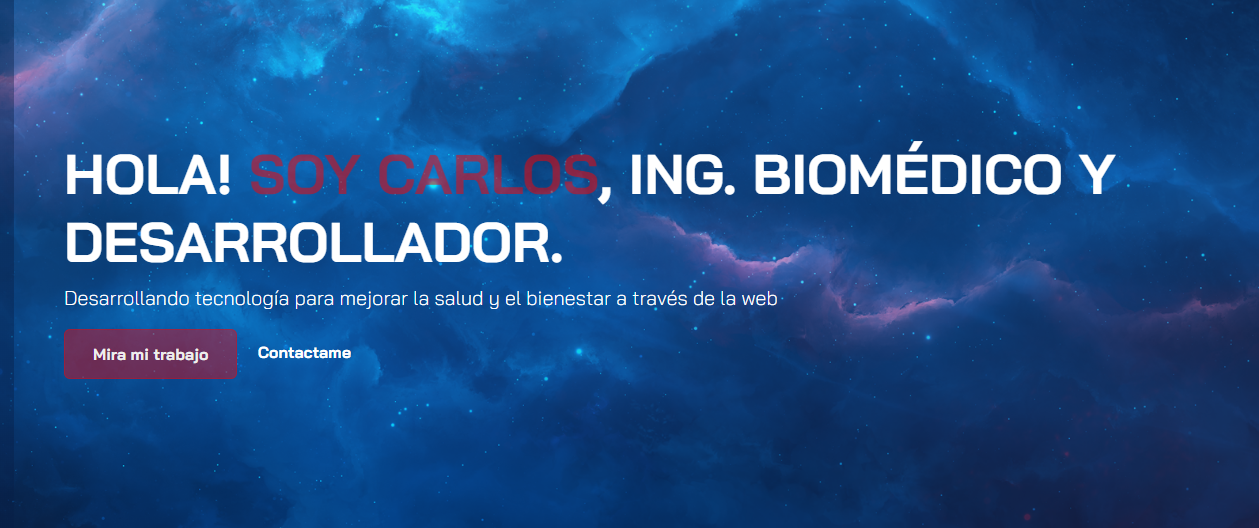 HOLA! SOY CARLOS, ING. BIOMÉDICO Y
DESARROLLADOR.
Desarrollando tecnología para mejorar la salud y el bienestar a través de la web
Mira mi trabajo
Contactame